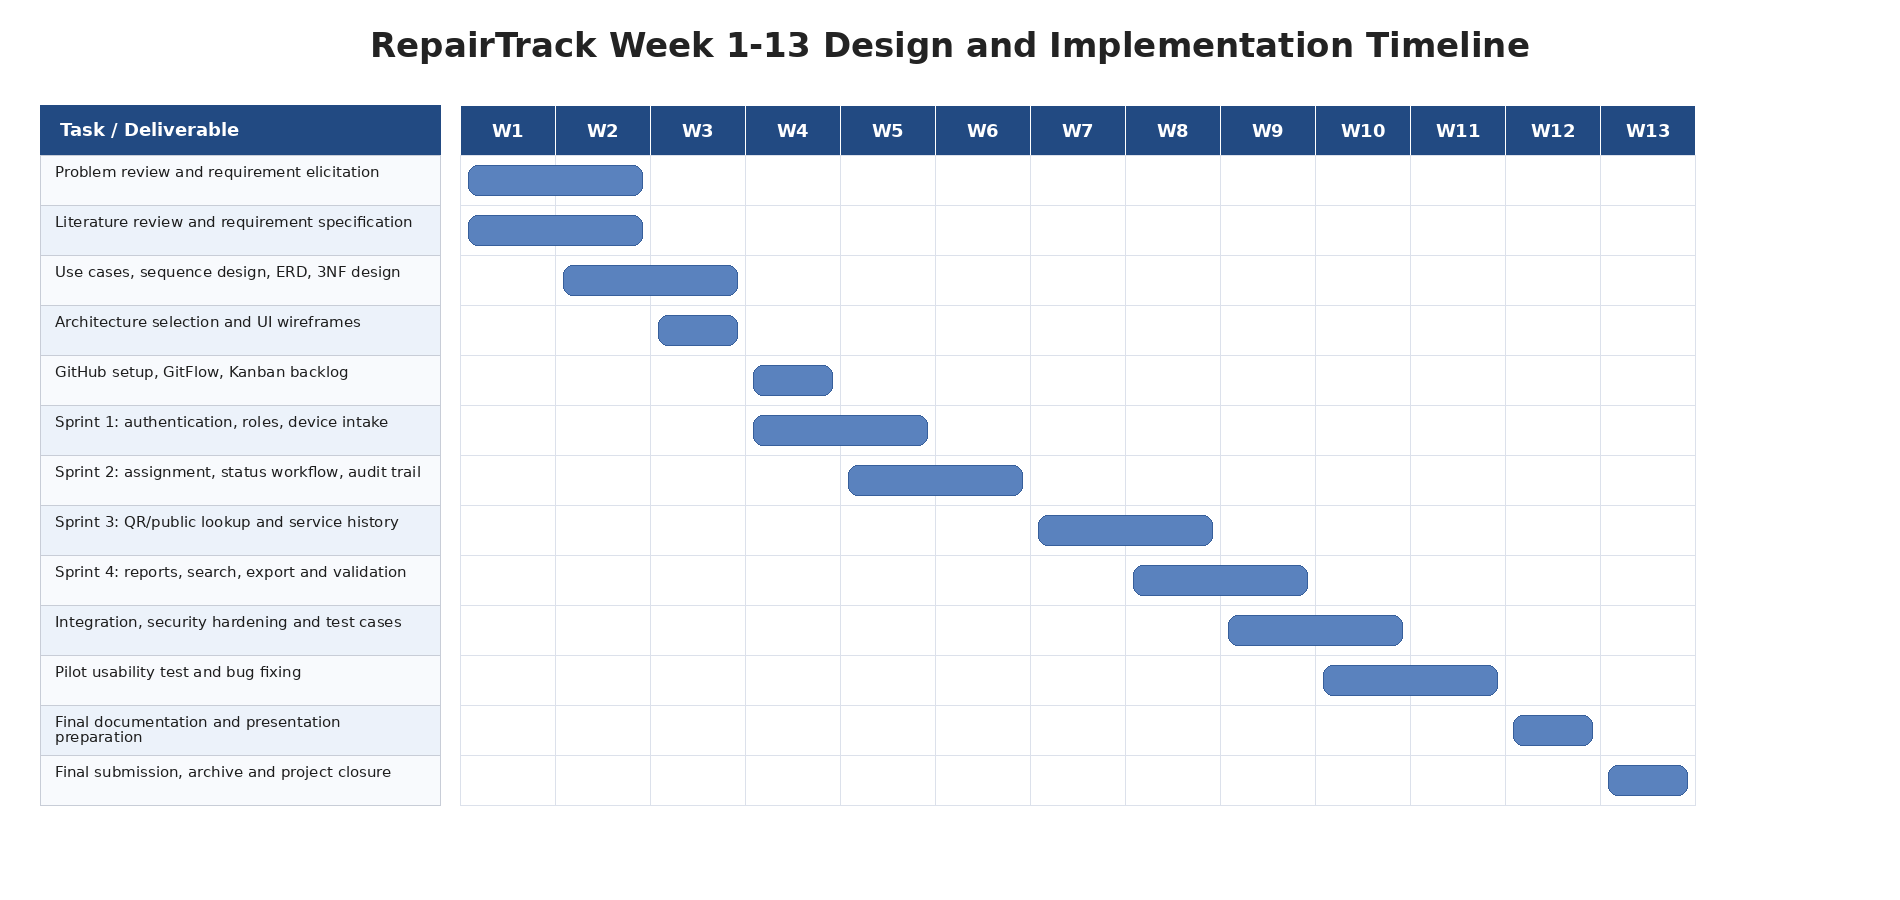 RepairTrack Week 1-13 Design and Implementation Timeline
Task / Deliverable W1 W2 W3 W4 W5 W6 W7 W8 W9 W10 W11 W12 W13
Problem review and requirement elicitation
Literature review and requirement specification
Use cases, sequence design, ERD, 3NF design
Architecture selection and UI wireframes
GitHub setup, GitFlow, Kanban backlog
Sprint 1: authentication, roles, device intake
Sprint 2: assignment, status workflow, audit trail
Sprint 3: QR/public lookup and service history
Sprint 4: reports, search, export and validation
Integration, security hardening and test cases
Pilot usability test and bug fixing
Final documentation and presentation
preparation
Final submission, archive and project closure